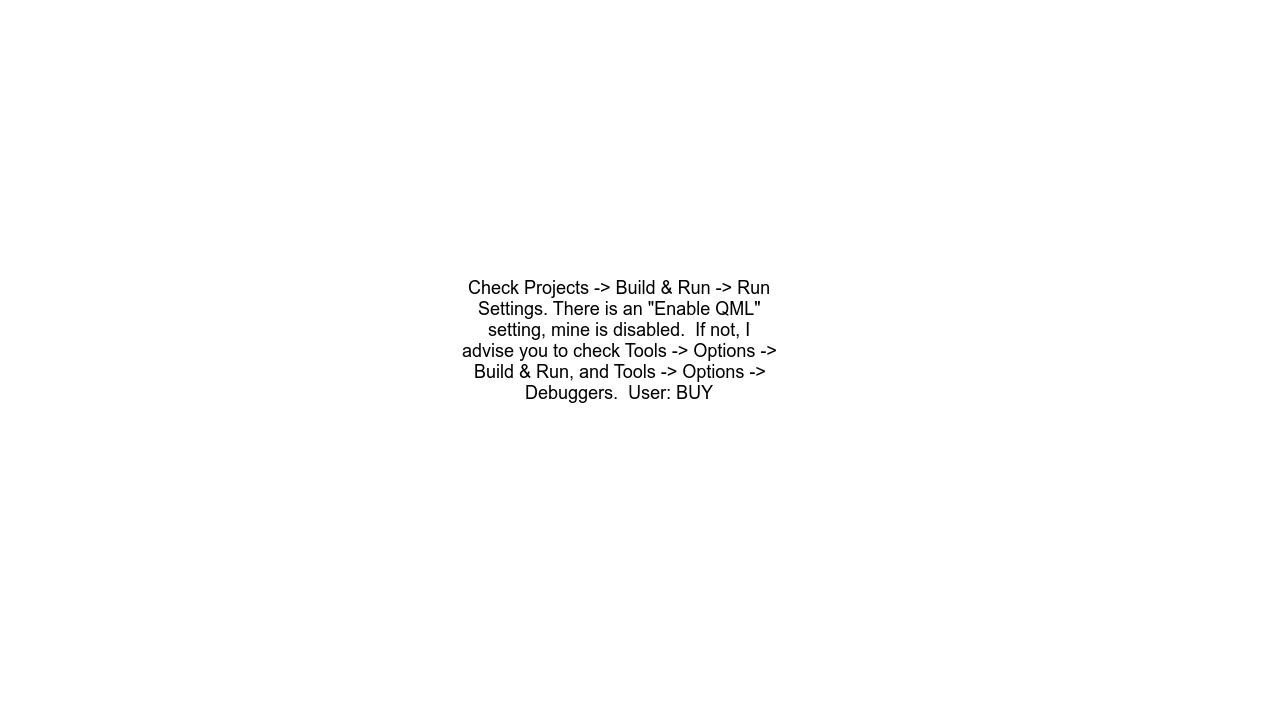 Check Projects -> Build & Run -> Run
Settings. There is an "Enable QML"
setting, mine is disabled.  If not, I
advise you to check Tools -> Options ->
Build & Run, and Tools -> Options ->
Debuggers.  User: BUY